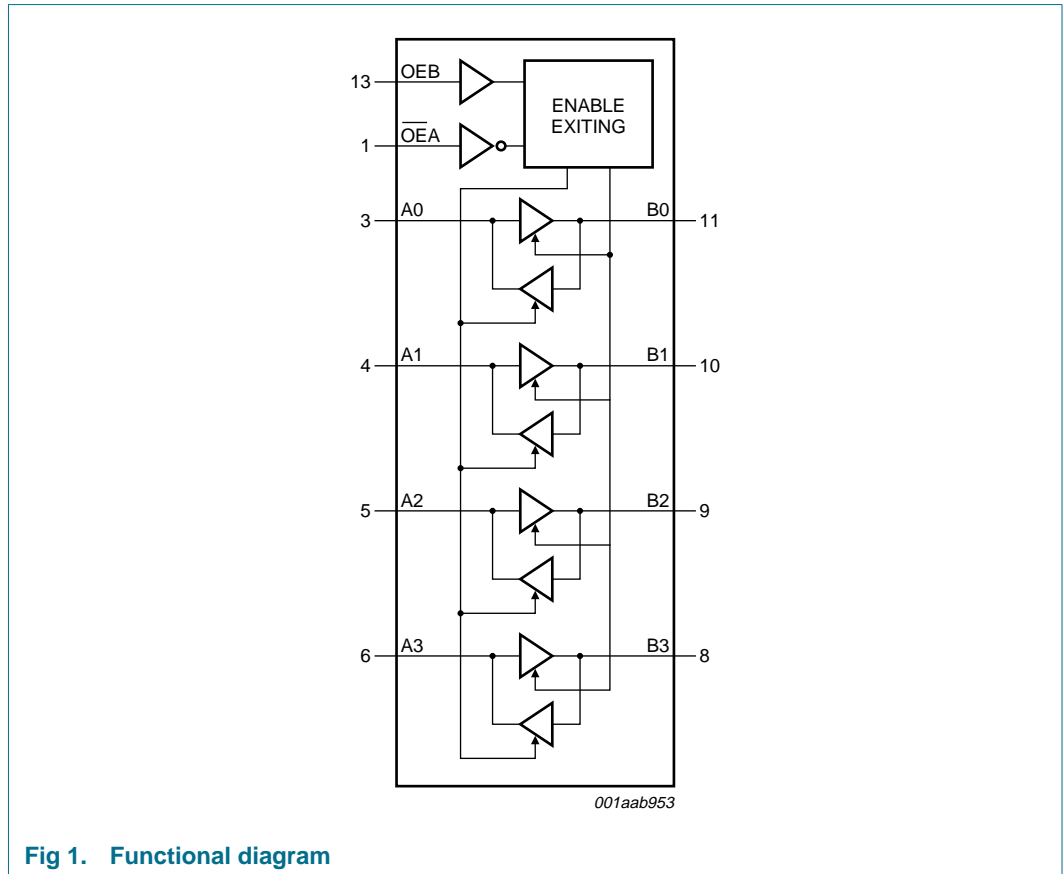 13 OEB
ENABLE
EXITING
1 OEA
3 A0 B0 11
4 A1 B1 10
5 A2 B2 9
6 A3 B3 8
001aab953
Fig 1. Functional diagram